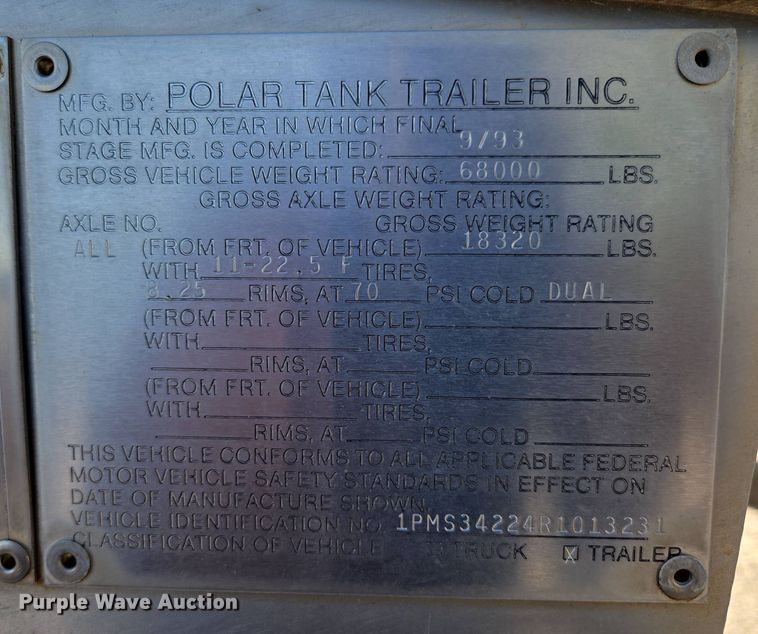 MFG. BY: POLAR TANK TRAILER INC.
MONTH AND YEAR IN WHICH FINAL
STAGE MFG. IS COMPLETED: 9/93
GROSS VEHICLE WEIGHT RATING: 68000 LBS.
GROSS AXLE WEIGHT RATING:
AXLE NO. GROSS WEIGHT RATING
ALL (FROM FRT. OF VEHICLE) 18320 LBS.
WITH 11-22.5 F TIRES,
8.25 RIMS, AT 70 PSI COLD DUAL
(FROM FRT. OF VEHICLE) LBS.
WITH TIRES,
RIMS, AT PSI COLD
(FROM FRT. OF VEHICLE) LBS.
WITH TIRES,
RIMS, AT PSI COLD
THIS VEHICLE CONFORMS TO ALL APPLICABLE FEDERAL
MOTOR VEHICLE SAFETY STANDARDS IN EFFECT ON
DATE OF MANUFACTURE SHOWN.
VEHICLE IDENTIFICATION NO. 1PMS34224R1013231
CLASSIFICATION OF VEHICLE TRUCK X TRAILER
Purple Wave Auction